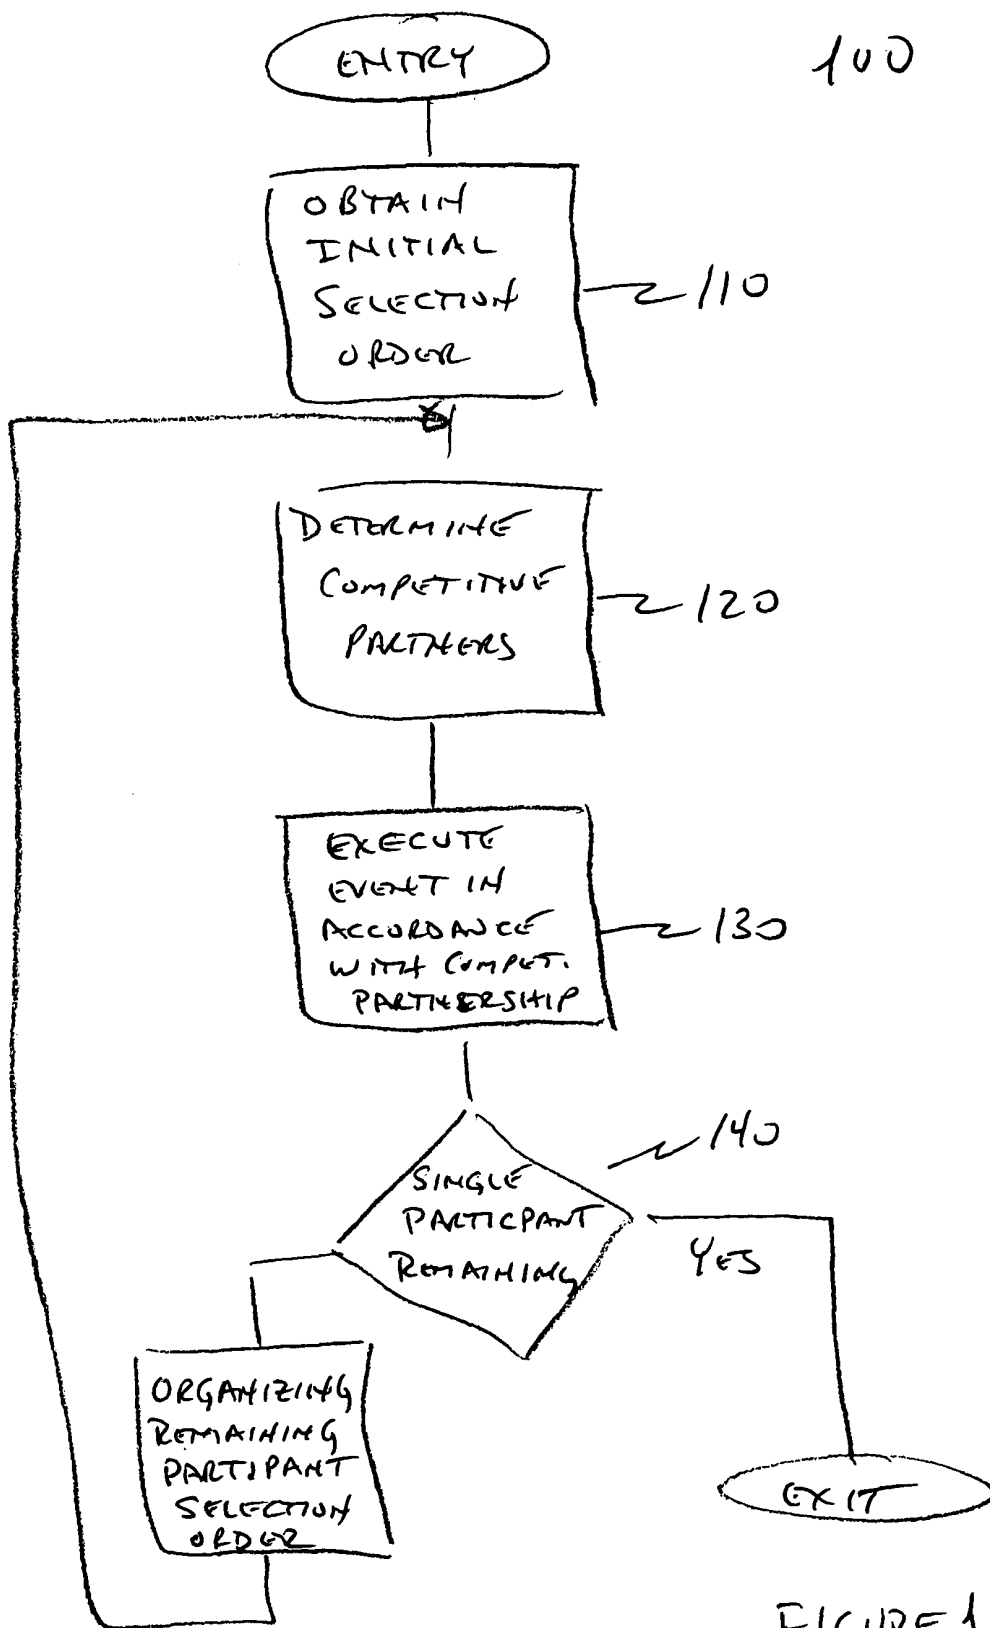 ENTRY
100
OBTAIN
INITIAL
SELECTION
ORDER
110
DETERMINE
COMPETITIVE
PARTNERS
120
EXECUTE
EVENT IN
ACCORDANCE
WITH COMPET.
PARTNERSHIP
130
140
SINGLE
PARTICPANT
REMAINING
YES
ORGANIZING
REMAINING
PARTIPANT
SELECTION
ORDER
EXIT
FIGURE 1